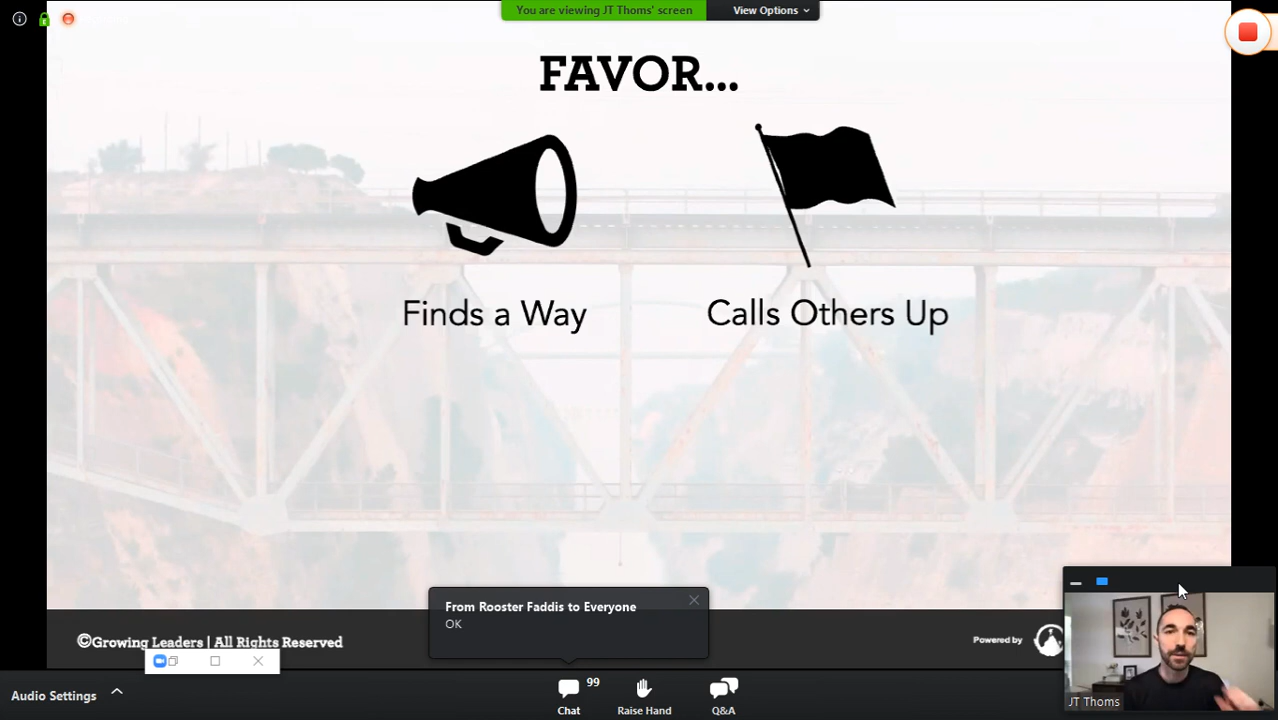 You are viewing JT Thoms' screen
View Options
FAVOR...
Finds a Way
Calls Others Up
From Rooster Faddis to Everyone
OK
©Growing Leaders | All Rights Reserved
Powered by
JT Thoms
Audio Settings
99
Chat
Raise Hand
Q&A